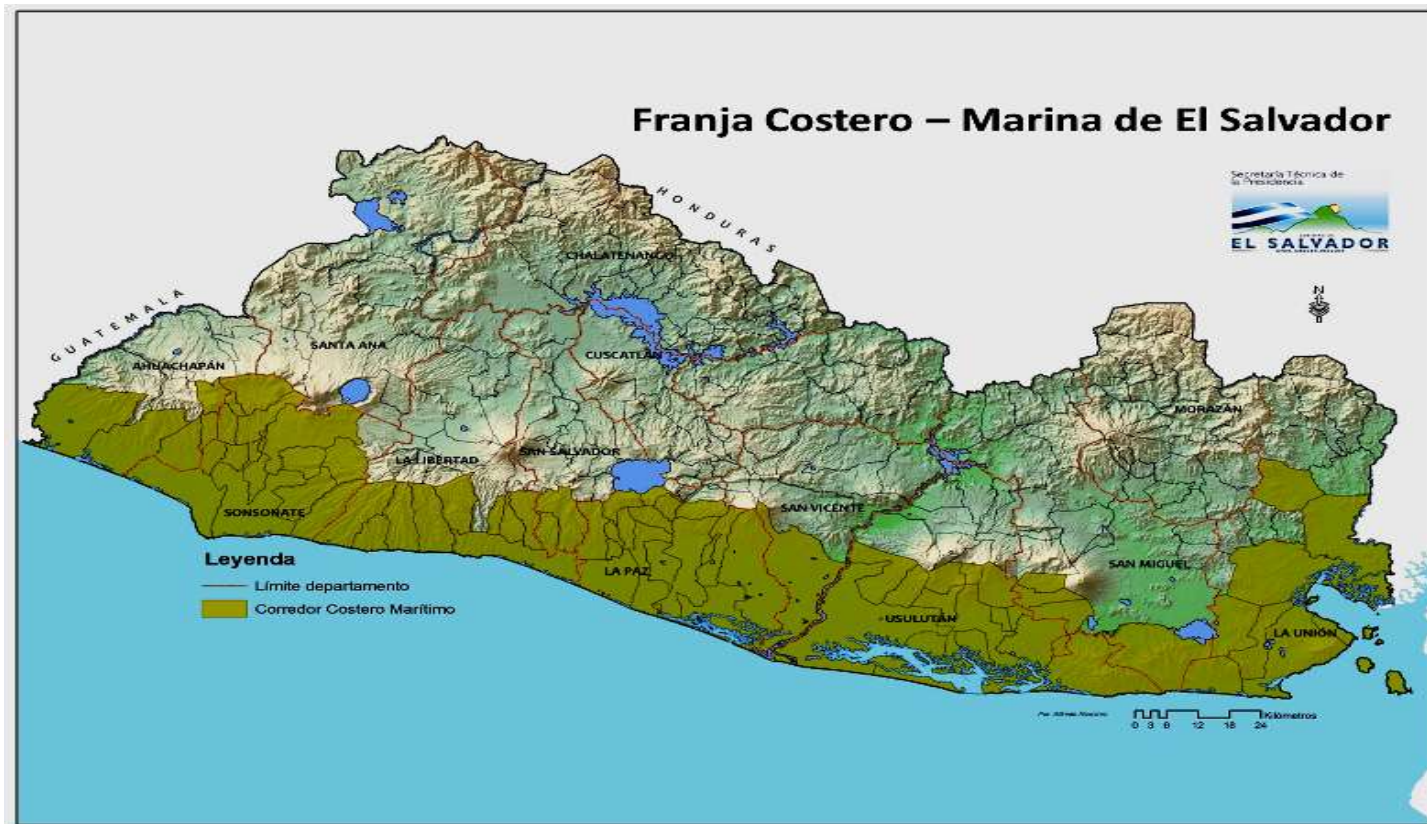 Franja Costero – Marina de El Salvador
Secretaría Técnica de
la Presidencia
EL SALVADOR
HONDURAS
GUATEMALA
N
CHALATENANGO
SANTA ANA
CUSCATLÁN
AHUACHAPÁN
MORAZÁN
LA LIBERTAD
SAN SALVADOR
SONSONATE
SAN VICENTE
LA PAZ
SAN MIGUEL
USULUTÁN
LA UNIÓN
Leyenda
Límite departamento
Corredor Costero Marítimo
Kilómetros
0 3 6 12 18 24